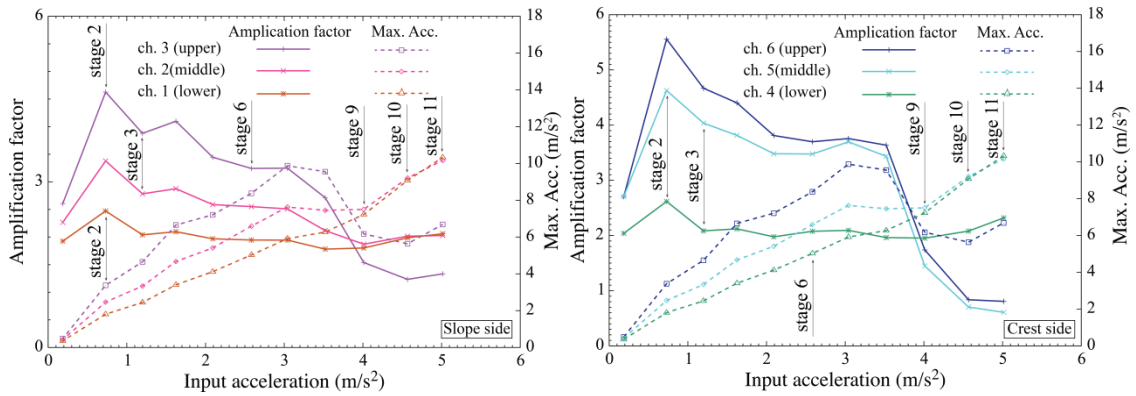 Amplication factor Max. Acc.
ch. 3 (upper)
ch. 2(middle)
ch. 1 (lower)
stage 2
stage 3
stage 2
stage 6
stage 9
stage 10
stage 11
Slope side
6
3
0
Amplification factor
18
16
14
12
10
8
6
4
2
0
Max. Acc. (m/s²)
0 1 2 3 4 5 6
Input acceleration (m/s²)
Amplication factor Max. Acc.
ch. 6 (upper)
ch. 5(middle)
ch. 4 (lower)
stage 2
stage 3
stage 6
stage 9
stage 10
stage 11
Crest side
6
5
4
3
2
1
0
Amplification factor
18
16
14
12
10
8
6
4
2
0
Max. Acc. (m/s²)
0 1 2 3 4 5 6
Input acceleration (m/s²)